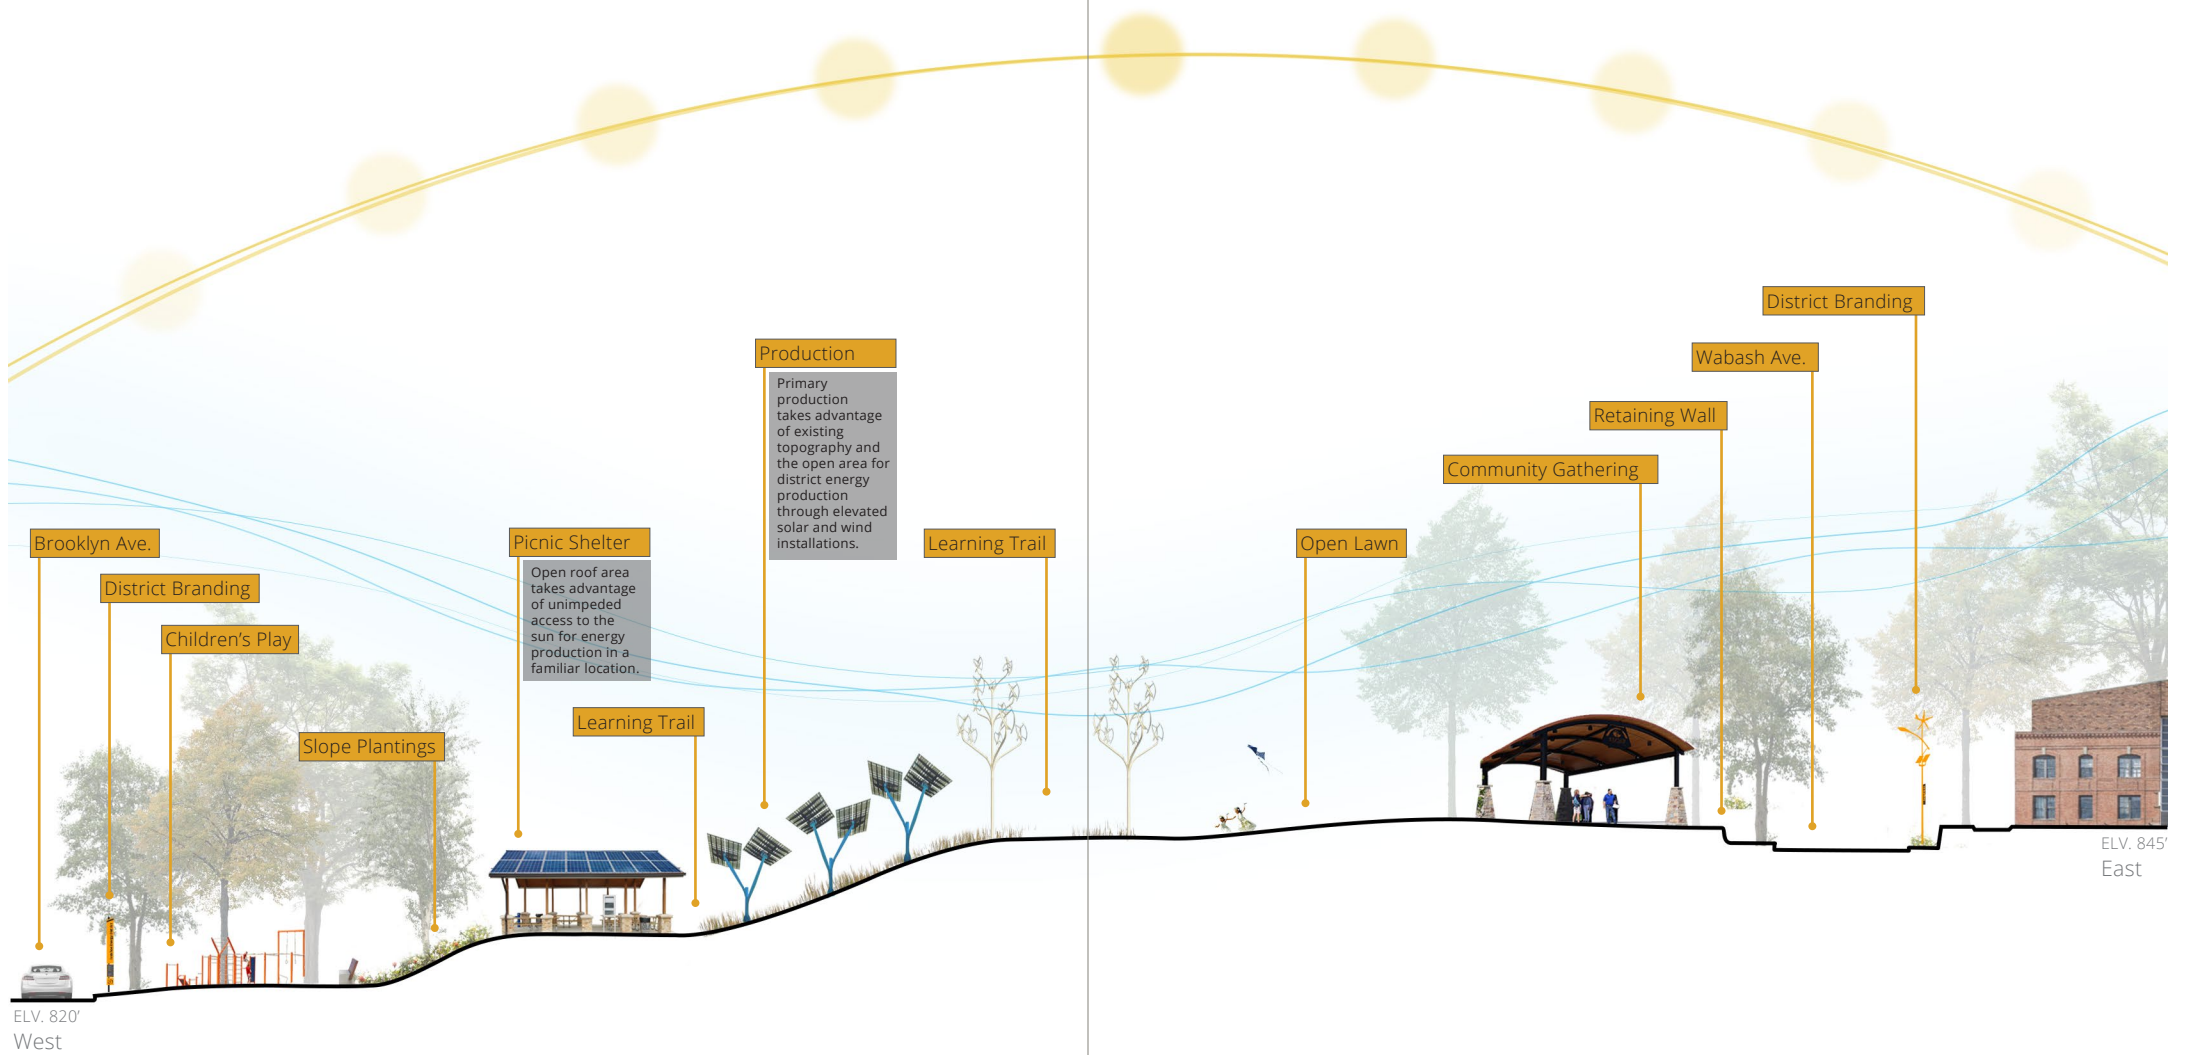 District Branding
Production
Wabash Ave.
Primary
production
takes advantage
of existing
topography and
the open area for
district energy
production
through elevated
solar and wind
installations.
Retaining Wall
Community Gathering
Brooklyn Ave.
Picnic Shelter
Learning Trail
Open Lawn
Open roof area
takes advantage
of unimpeded
access to the
sun for energy
production in a
familiar location.
District Branding
Children's Play
Learning Trail
Slope Plantings
ELV. 845'
East
ELV. 820'
West